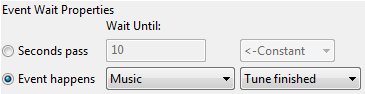 Event Wait Properties
Wait Until:
Seconds pass 10 <-Constant
Event happens Music Tune finished